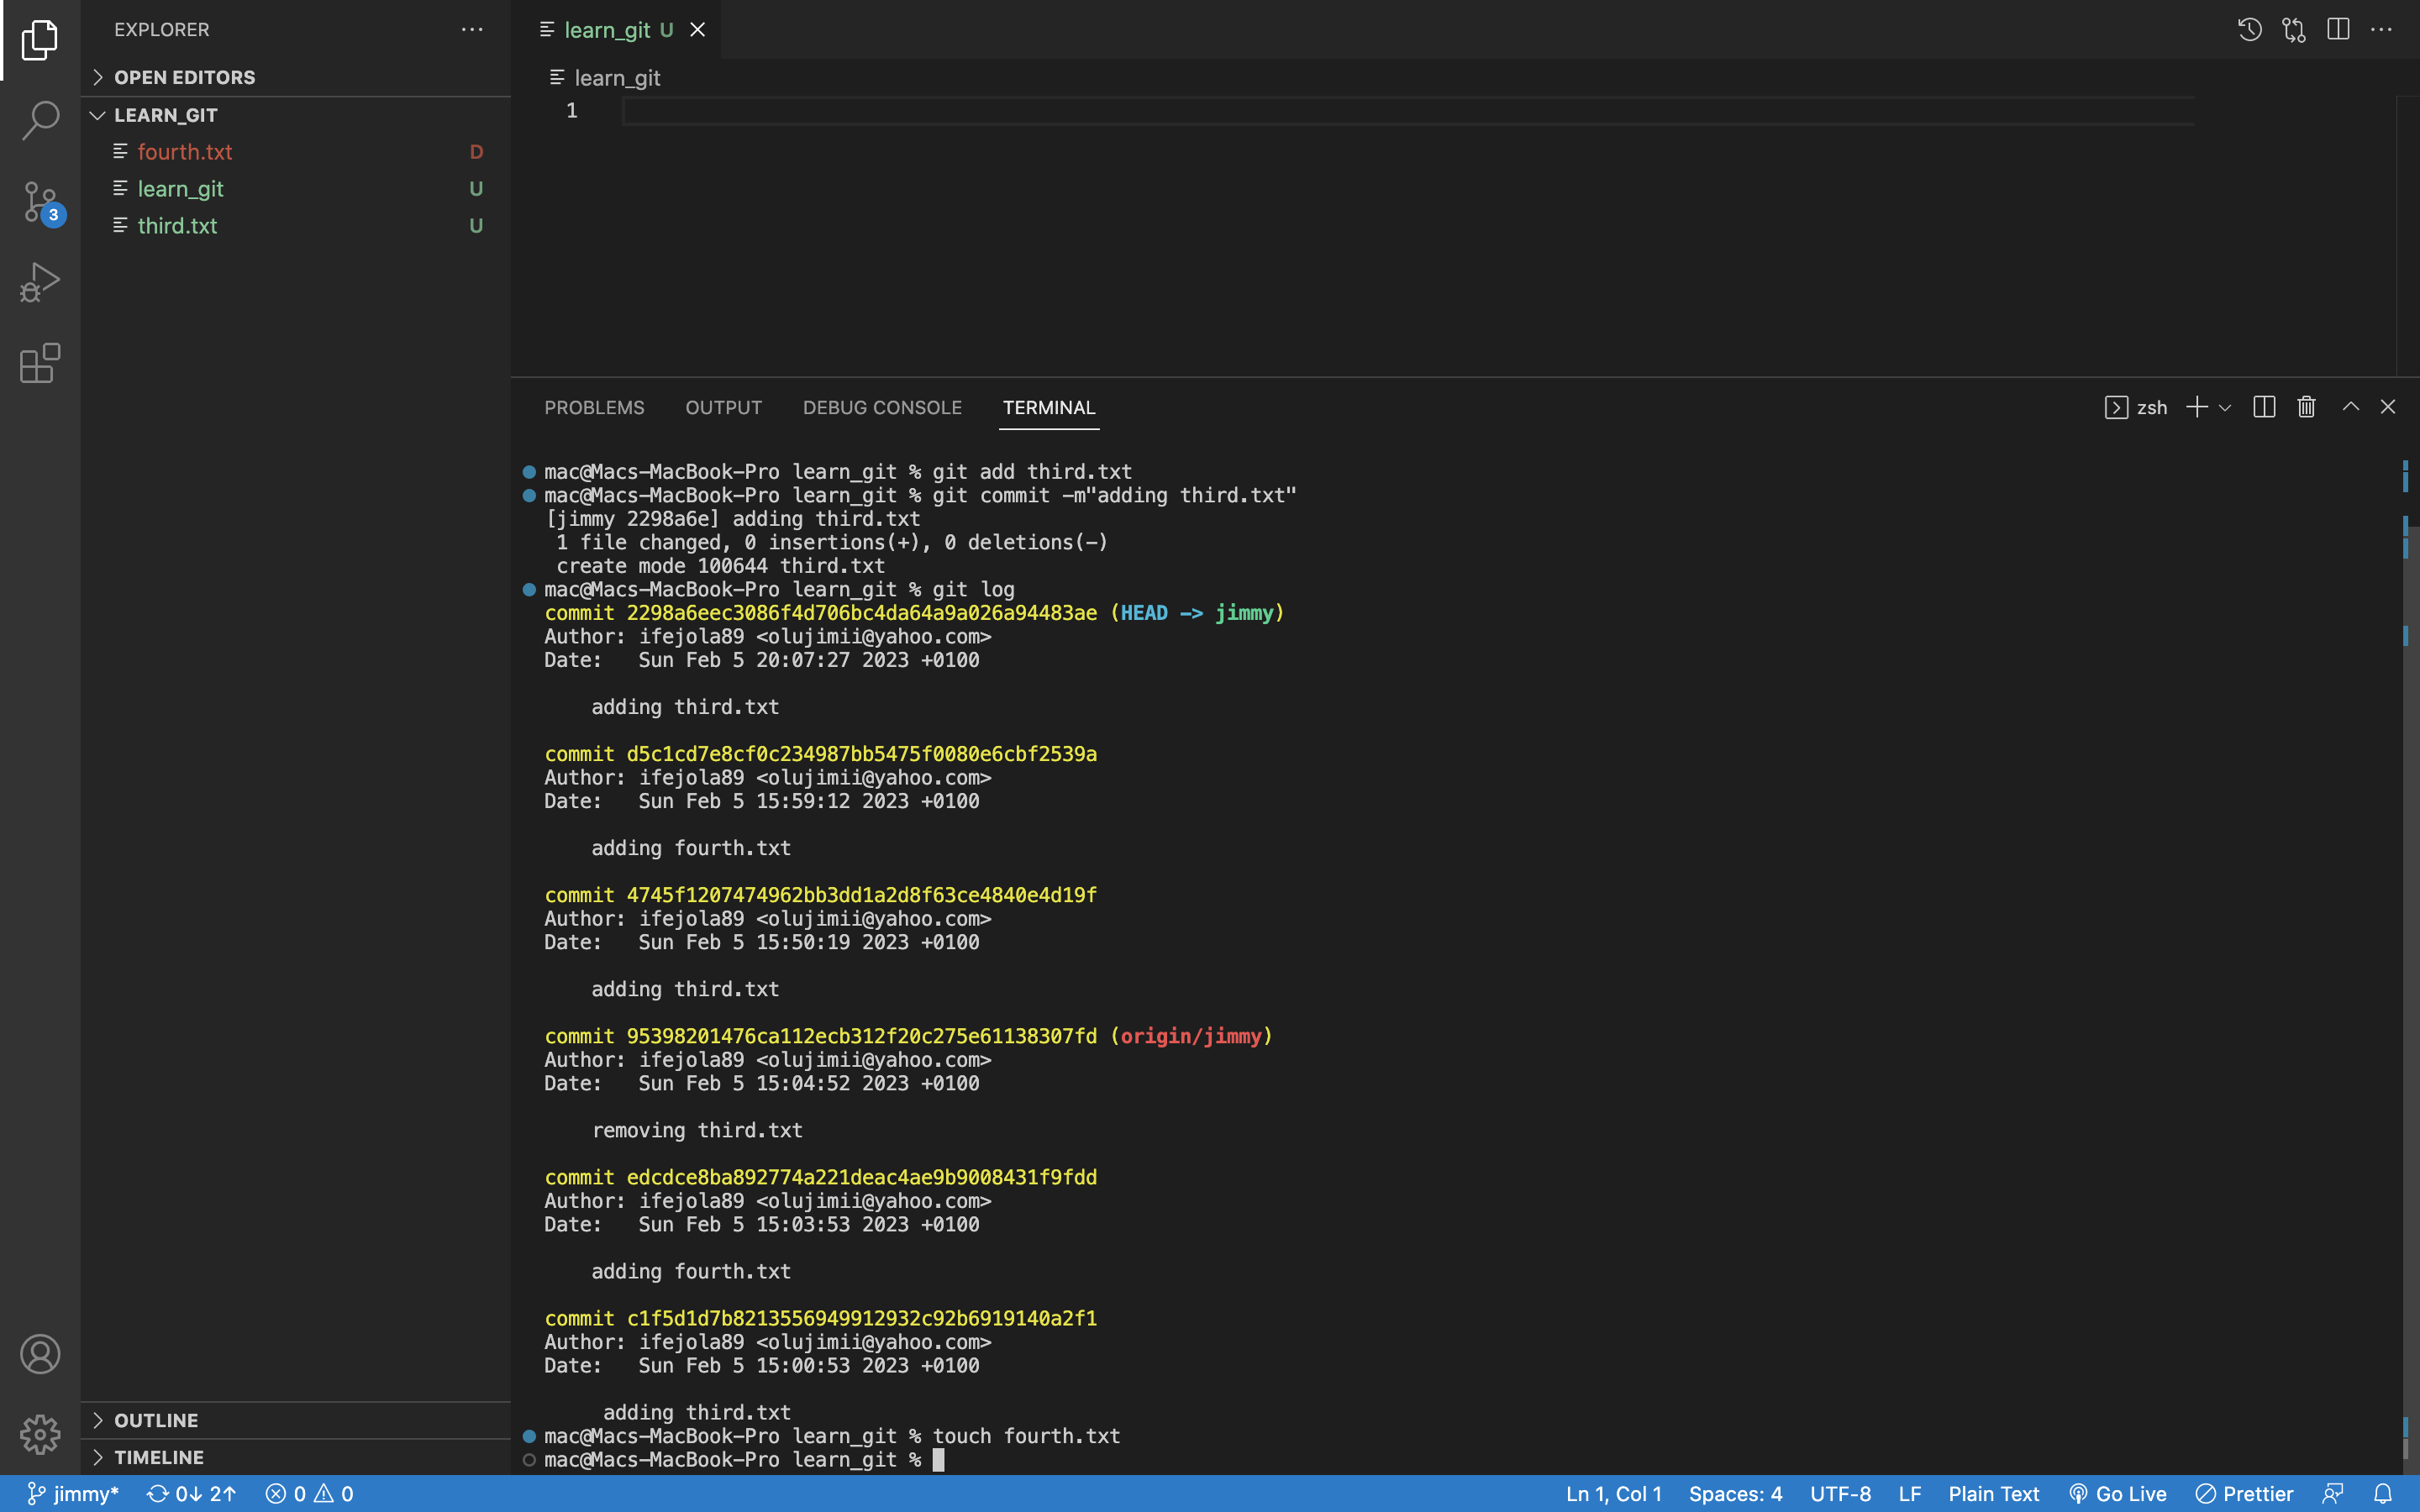 EXPLORER
OPEN EDITORS
LEARN_GIT
fourth.txt D
learn_git U
third.txt U
3
OUTLINE
TIMELINE
learn_git U
learn_git
1
PROBLEMS OUTPUT DEBUG CONSOLE TERMINAL
zsh
mac@Macs-MacBook-Pro learn_git % git add third.txt
mac@Macs-MacBook-Pro learn_git % git commit -m"adding third.txt"
[jimmy 2298a6e] adding third.txt
1 file changed, 0 insertions(+), 0 deletions(-)
create mode 100644 third.txt
mac@Macs-MacBook-Pro learn_git % git log
commit 2298a6eec3086f4d706bc4da64a9a026a94483ae (HEAD -> jimmy)
Author: ifejola89 <olujimii@yahoo.com>
Date:   Sun Feb 5 20:07:27 2023 +0100
adding third.txt
commit d5c1cd7e8cf0c234987bb5475f0080e6cbf2539a
Author: ifejola89 <olujimii@yahoo.com>
Date:   Sun Feb 5 15:59:12 2023 +0100
adding fourth.txt
commit 4745f1207474962bb3dd1a2d8f63ce4840e4d19f
Author: ifejola89 <olujimii@yahoo.com>
Date:   Sun Feb 5 15:50:19 2023 +0100
adding third.txt
commit 95398201476ca112ecb312f20c275e61138307fd (origin/jimmy)
Author: ifejola89 <olujimii@yahoo.com>
Date:   Sun Feb 5 15:04:52 2023 +0100
removing third.txt
commit edcdce8ba892774a221deac4ae9b9008431f9fdd
Author: ifejola89 <olujimii@yahoo.com>
Date:   Sun Feb 5 15:03:53 2023 +0100
adding fourth.txt
commit c1f5d1d7b8213556949912932c92b6919140a2f1
Author: ifejola89 <olujimii@yahoo.com>
Date:   Sun Feb 5 15:00:53 2023 +0100
adding third.txt
mac@Macs-MacBook-Pro learn_git % touch fourth.txt
mac@Macs-MacBook-Pro learn_git %
jimmy* 0↓ 2↑ 0 0 Ln 1, Col 1 Spaces: 4 UTF-8 LF Plain Text Go Live Prettier